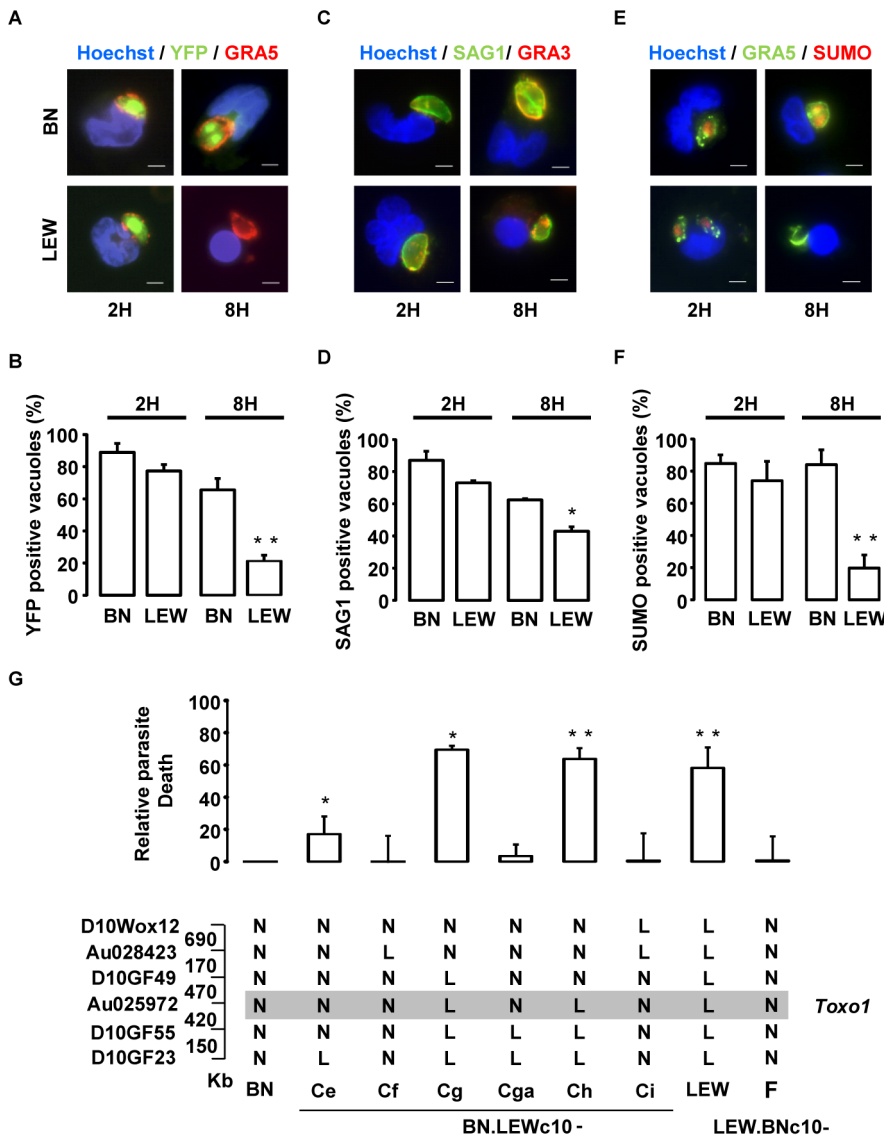 A
C
E
Hoechst / YFP / GRA5
Hoechst / SAG1/ GRA3
Hoechst / GRA5 / SUMO
BN
LEW
2H
8H
2H
8H
2H
8H
B
D
F
2H
8H
YFP positive vacuoles (%)
100
80
60
40
20
0
* *
BN
LEW
BN
LEW
2H
8H
SAG1 positive vacuoles (%)
100
80
60
40
20
0
*
BN
LEW
BN
LEW
2H
8H
SUMO positive vacuoles (%)
100
80
60
40
20
0
* *
BN
LEW
BN
LEW
G
Relative parasite
Death
100
80
60
40
20
0
*
*
* *
* *
D10Wox12 N N N N N N L L N
690
Au028423 N N L N N N L L N
170
D10GF49 N N N L N N N L N
470
Au025972 N N N L N L N L N Toxo1
420
D10GF55 N N N L L L N L N
150
D10GF23 N L N L L L N L N
Kb BN Ce Cf Cg Cga Ch Ci LEW F
BN.LEWc10 - LEW.BNc10-